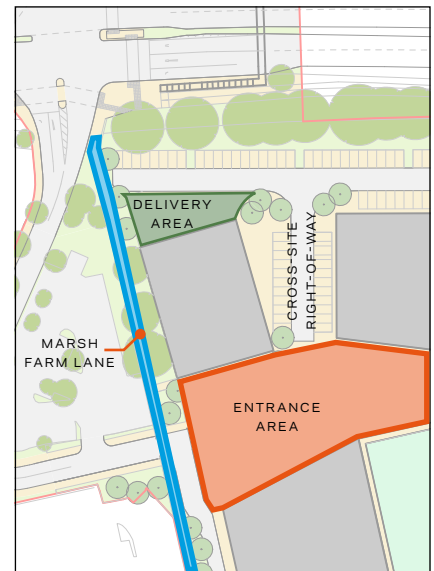 DELIVERY
AREA
CROSS-SITE
RIGHT-OF-WAY
MARSH
FARM LANE
ENTRANCE
AREA